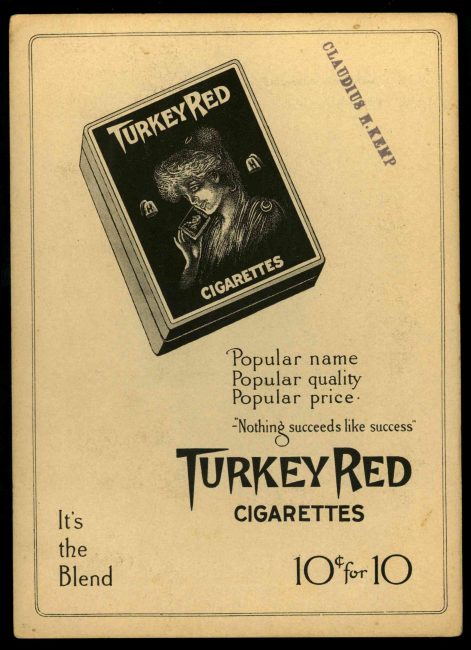 TURKEY RED
CIGARETTES
CLAUDIUS M. KEMP
Popular name
Popular quality
Popular price.
-"Nothing succeeds like success"
TURKEY RED
CIGARETTES
It's
the
Blend
10¢ for 10